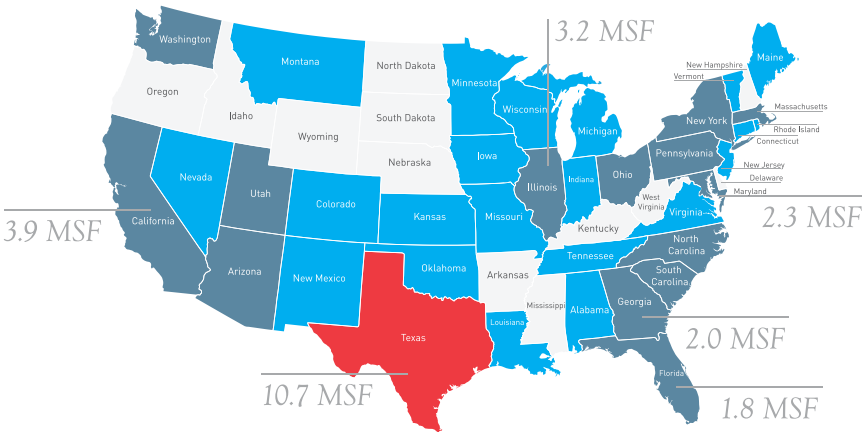 3.2 MSF
Washington
Montana
North Dakota
Minnesota
Maine
New Hampshire
Vermont
Oregon
Idaho
South Dakota
Wisconsin
Michigan
New York
Massachusetts
Rhode Island
Connecticut
Wyoming
Nebraska
Iowa
Pennsylvania
New Jersey
Delaware
Maryland
Nevada
Utah
Colorado
Kansas
Missouri
Illinois
Indiana
Ohio
West
Virginia
Virginia
2.3 MSF
California
3.9 MSF
Kentucky
North
Carolina
Tennessee
Arizona
New Mexico
Oklahoma
Arkansas
South
Carolina
Mississippi
Alabama
Georgia
Louisiana
Texas
2.0 MSF
Florida
10.7 MSF
1.8 MSF